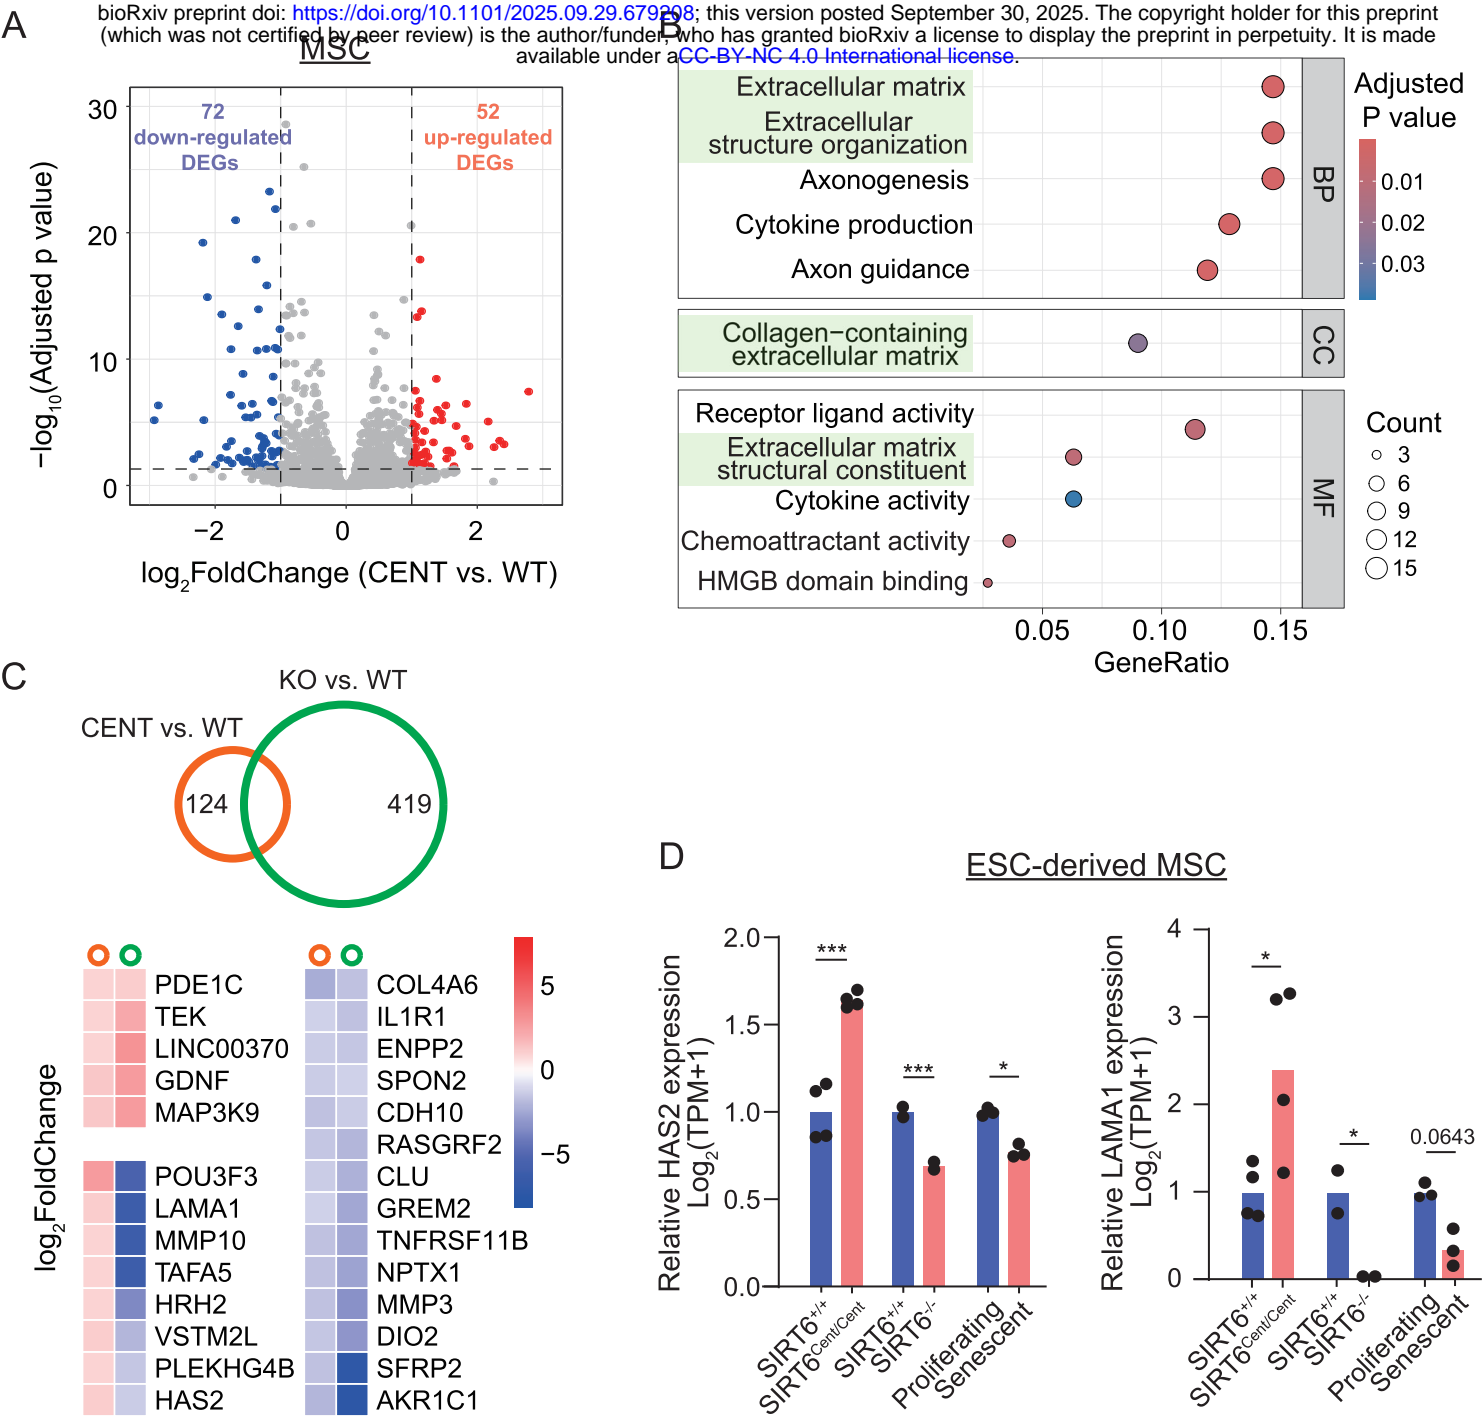 bioRxiv preprint doi: https://doi.org/10.1101/2025.09.29.679208; this version posted September 30, 2025. The copyright holder for this preprint
(which was not certified by peer review) is the author/funder, who has granted bioRxiv a license to display the preprint in perpetuity. It is made
available under aCC-BY-NC 4.0 International license.
A
MSC
72
down-regulated
DEGs
52
up-regulated
DEGs
30
20
10
0
−log10(Adjusted p value)
−2
0
2
log2FoldChange (CENT vs. WT)
B
Extracellular matrix
Extracellular
structure organization
Axonogenesis
Cytokine production
Axon guidance
BP
Collagen−containing
extracellular matrix
CC
Receptor ligand activity
Extracellular matrix
structural constituent
Cytokine activity
Chemoattractant activity
HMGB domain binding
MF
0.05
0.10
0.15
GeneRatio
Adjusted
P value
0.01
0.02
0.03
Count
3
6
9
12
15
C
KO vs. WT
CENT vs. WT
124
419
log2FoldChange
PDE1C
TEK
LINC00370
GDNF
MAP3K9
POU3F3
LAMA1
MMP10
TAFA5
HRH2
VSTM2L
PLEKHG4B
HAS2
COL4A6
IL1R1
ENPP2
SPON2
CDH10
RASGRF2
CLU
GREM2
TNFRSF11B
NPTX1
MMP3
DIO2
SFRP2
AKR1C1
5
0
−5
D
ESC-derived MSC
Relative HAS2 expression
Log2(TPM+1)
2.0
1.5
1.0
0.5
0.0
***
***
*
SIRT6+/+
SIRT6Cent/Cent
SIRT6+/+
SIRT6-/-
Proliferating
Senescent
Relative LAMA1 expression
Log2(TPM+1)
4
3
2
1
0
*
*
0.0643
SIRT6+/+
SIRT6Cent/Cent
SIRT6+/+
SIRT6-/-
Proliferating
Senescent